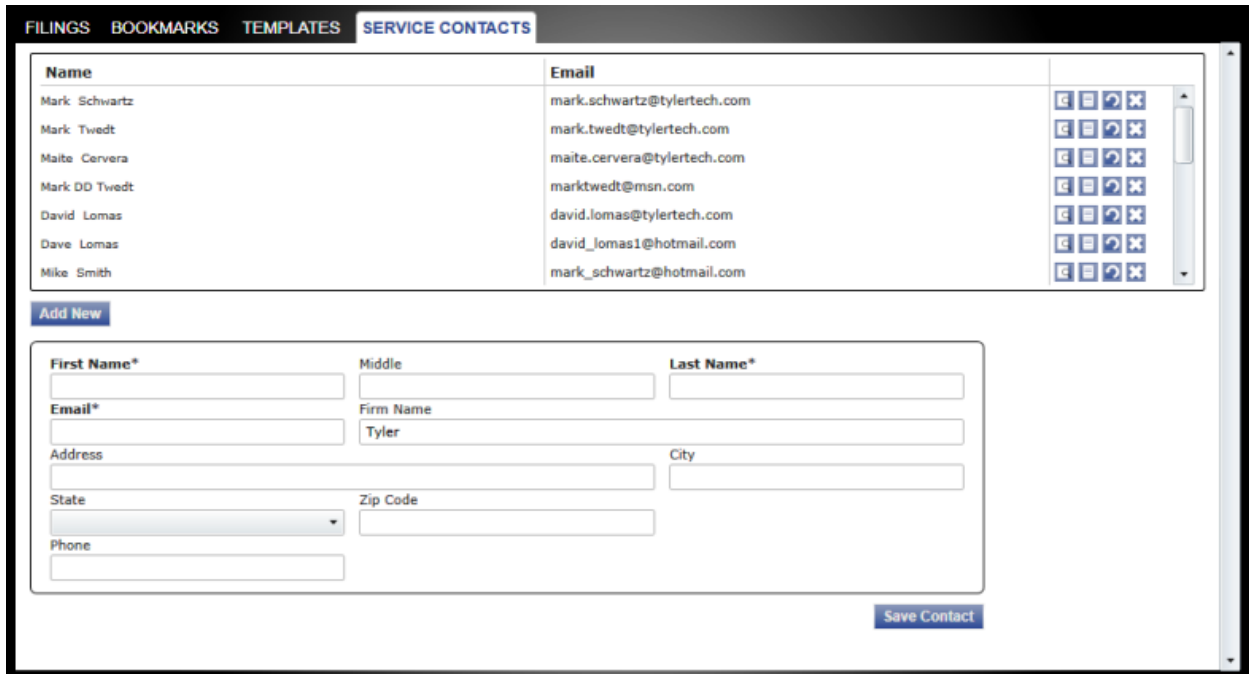 FILINGS BOOKMARKS TEMPLATES SERVICE CONTACTS
Name Email
Mark Schwartz mark.schwartz@tylertech.com
Mark Twedt mark.twedt@tylertech.com
Maite Cervera maite.cervera@tylertech.com
Mark DD Twedt marktwedt@msn.com
David Lomas david.lomas@tylertech.com
Dave Lomas david_lomas1@hotmail.com
Mike Smith mark_schwartz@hotmail.com
Add New
First Name* Middle Last Name*
Email* Firm Name
Tyler
Address City
State Zip Code
Phone
Save Contact